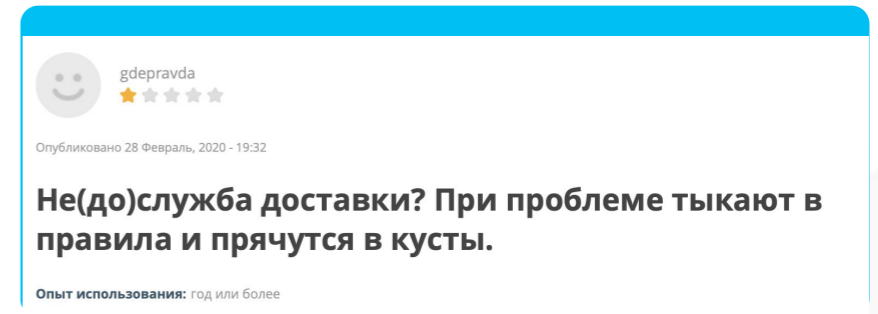 gdepravda
Опубликовано 28 Февраль, 2020 - 19:32
Не(до)служба доставки? При проблеме тыкают в
правила и прячутся в кусты.
Опыт использования: год или более